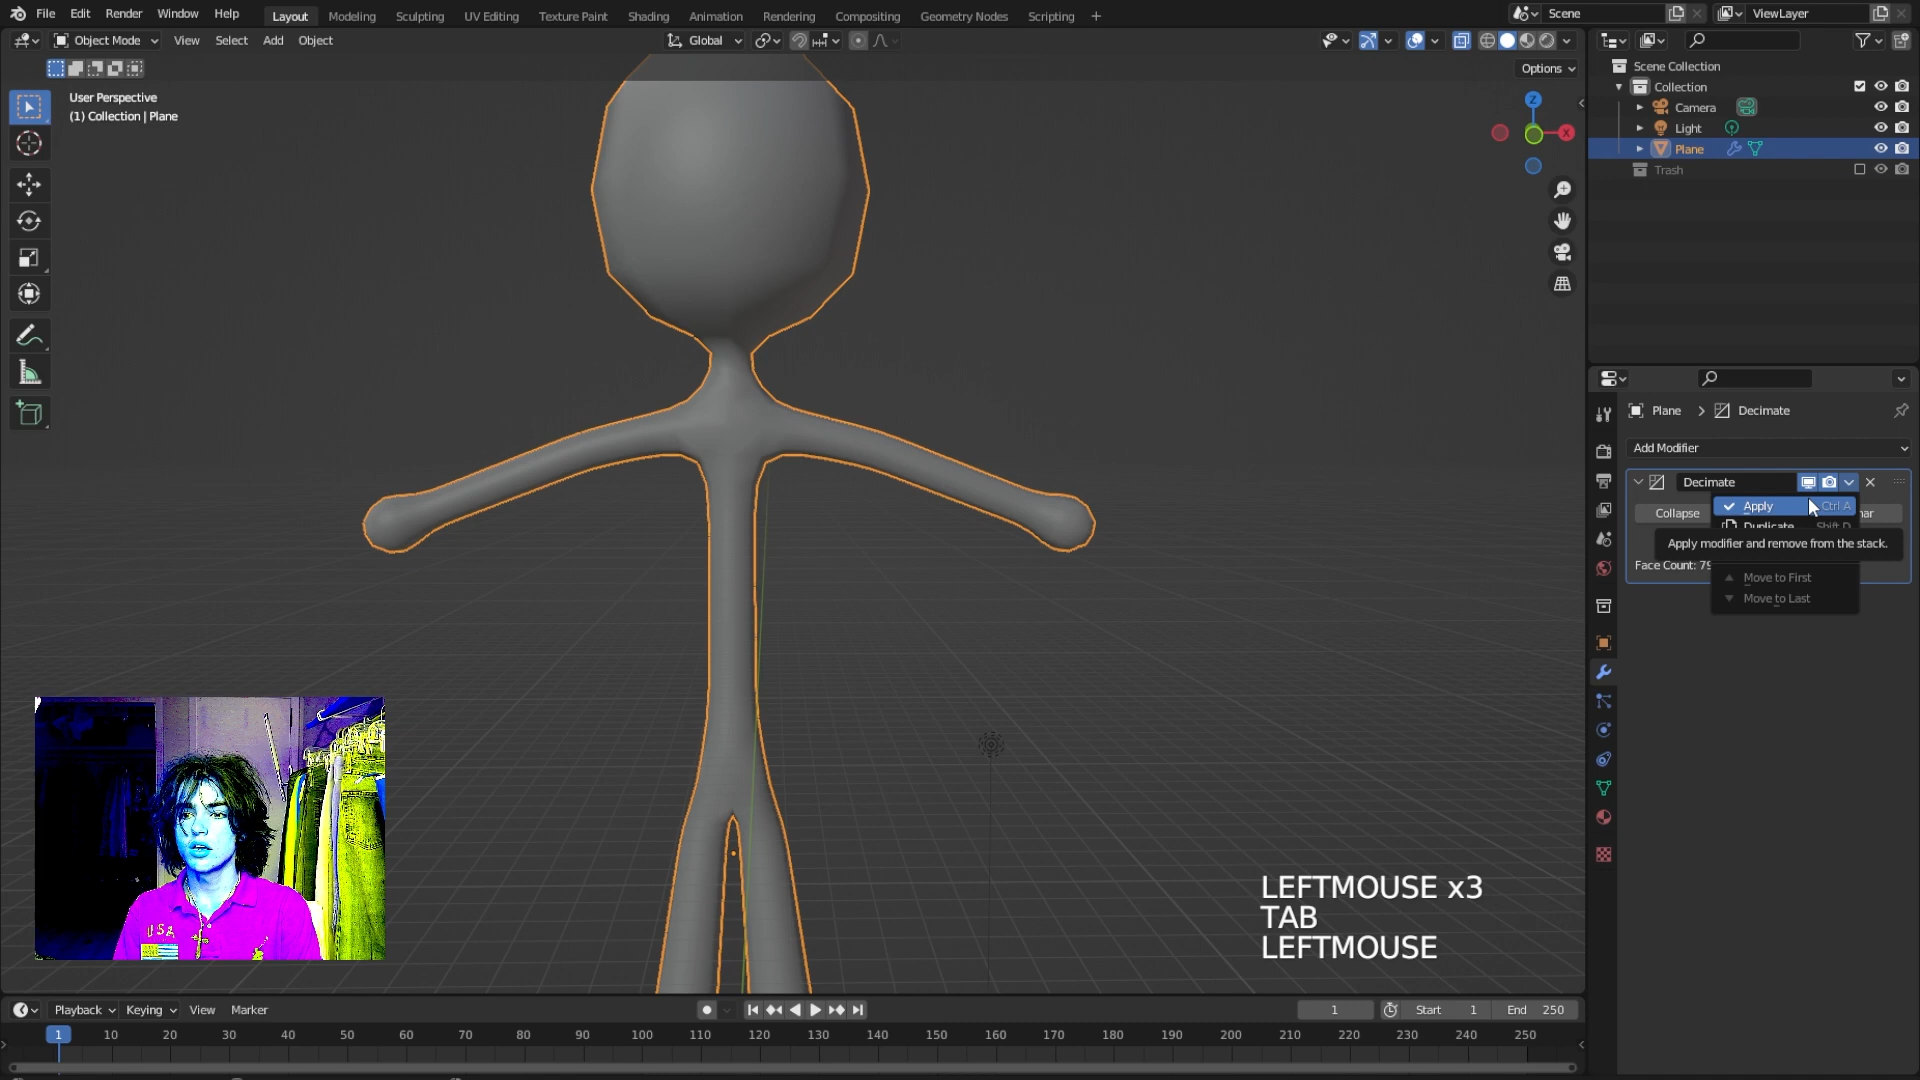 File Edit Render Window Help Layout Modeling Sculpting UV Editing Texture Paint Shading Animation Rendering Compositing Geometry Nodes Scripting Scene ViewLayer
Object Mode View Select Add Object Global
Options
User Perspective
(1) Collection | Plane
Z
X
Scene Collection
Collection
Camera
Light
Plane
Trash
Plane > Decimate
Add Modifier
Decimate
Collapse
Apply Ctrl A
Duplicate Shift D
Apply modifier and remove from the stack.
Face Count: 79
Move to First
Move to Last
USA
LEFTMOUSE x3
TAB
LEFTMOUSE
Playback Keying View Marker 1 Start 1 End 250
1 10 20 30 40 50 60 70 80 90 100 110 120 130 140 150 160 170 180 190 200 210 220 230 240 250